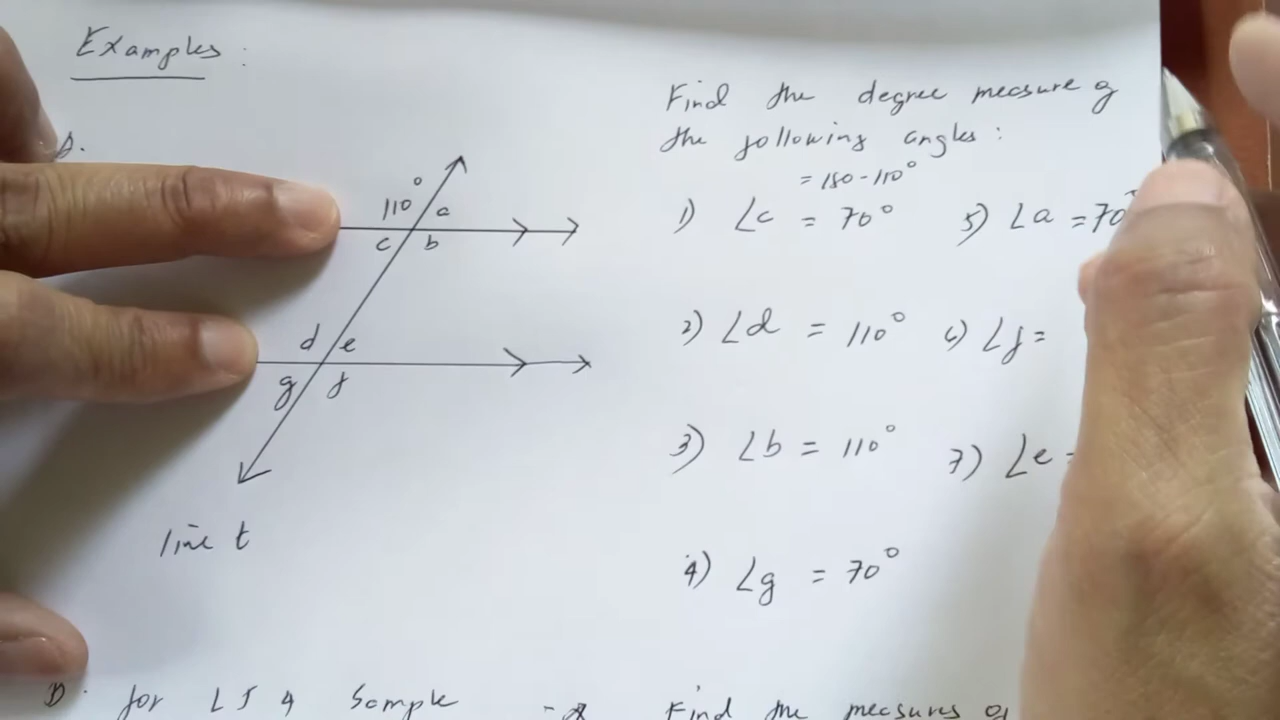 Examples:
110°
a
c b
d e
g f
line t
Find the degree measure of
the following angles:
= 180 - 110°
1) ∠c = 70° 5) ∠a = 70°
2) ∠d = 110° 6) ∠f =
3) ∠b = 110° 7) ∠e =
4) ∠g = 70°
D. for Sample
Find the measures of